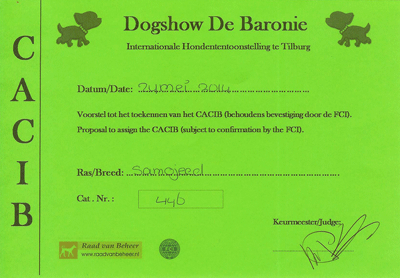 CACIB
Dogshow De Baronie
Internationale Hondententoonstelling te Tilburg
Datum/Date: 24 mei 2014
Voorstel tot het toekennen van het CACIB (behoudens bevestiging door de FCI).
Proposal to assign the CACIB (subject to confirmation by the FCI).
Ras/Breed: Samojeed
Cat. Nr.: 446
Keurmeester/Judge:
Raad van Beheer
www.raadvanbeheer.nl
FCI